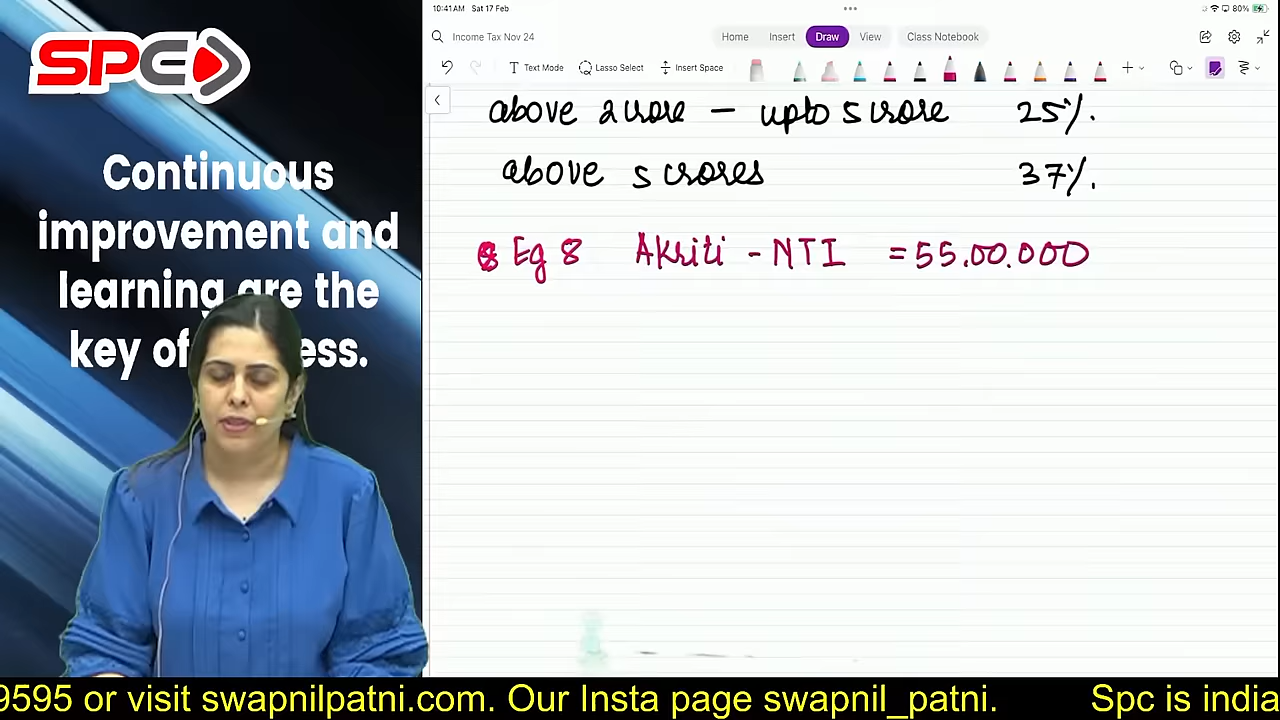 SPC
Continuous
improvement and
learning are the
key of
ess.
10:41AM Sat 17 Feb
80%
Income Tax Nov 24
Home Insert Draw View Class Notebook
Text Mode Lasso Select Insert Space
above 2 crore – upto 5 crore 25%.
above 5 crores 37%.
Eg 8 Akriti - NTI = 55,00,000
9595 or visit swapnilpatni.com. Our Insta page swapnil_patni. Spc is india